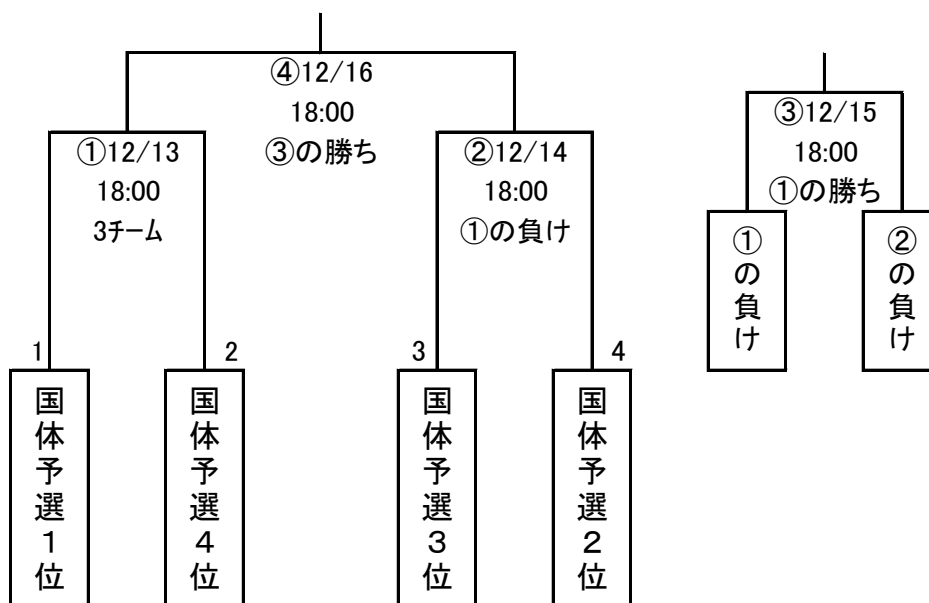 ④12/16
18:00
③の勝ち
①12/13
18:00
3チーム
②12/14
18:00
①の負け
③12/15
18:00
①の勝ち
①の負け
②の負け
1
2
3
4
国体予選1位
国体予選4位
国体予選3位
国体予選2位